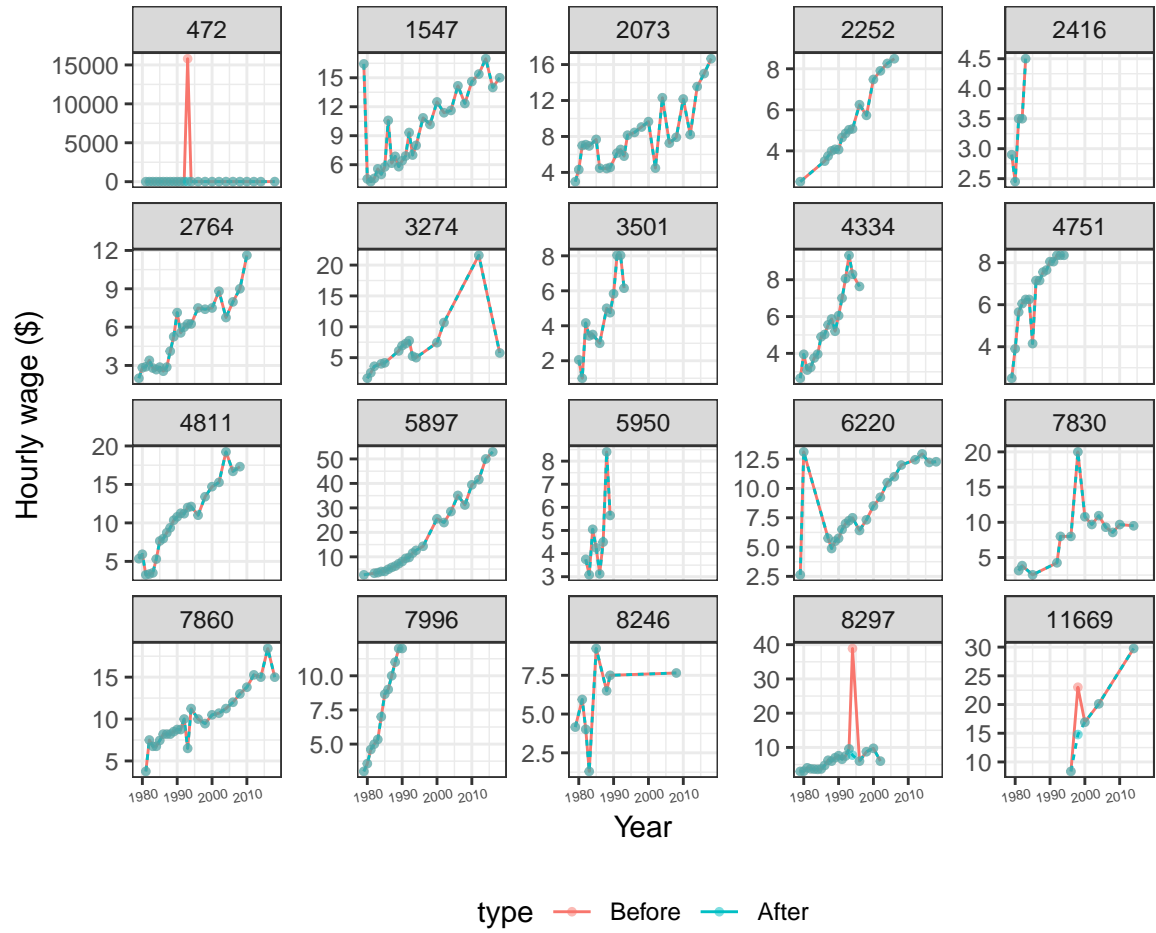 472 1547 2073 2252 2416
15000 10000 5000 0
15 12 9 6
16 12 8 4
8 6 4
4.5 4.0 3.5 3.0 2.5
2764 3274 3501 4334 4751
12 9 6 3
20 15 10 5
8 6 4 2
8 6 4
8 6 4
4811 5897 5950 6220 7830
20 15 10 5
50 40 30 20 10
8 7 6 5 4 3
12.5 10.0 7.5 5.0 2.5
20 15 10 5
7860 7996 8246 8297 11669
15 10 5
10.0 7.5 5.0
7.5 5.0 2.5
40 30 20 10
30 25 20 15 10
1980 1990 2000 2010 1980 1990 2000 2010 1980 1990 2000 2010 1980 1990 2000 2010 1980 1990 2000 2010
Hourly wage ($)
Year
type Before After